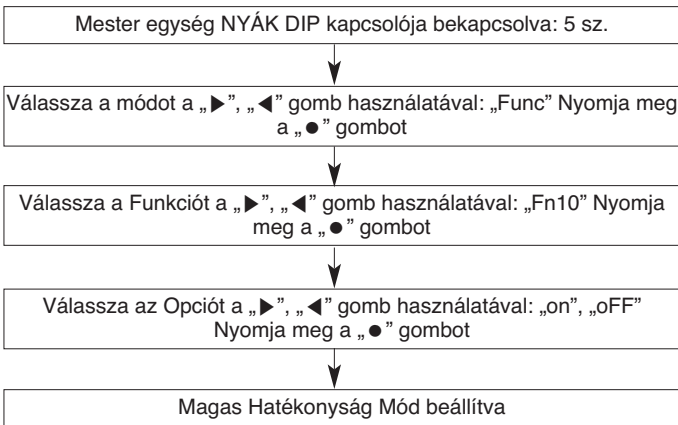 Mester egység NYÁK DIP kapcsolója bekapcsolva: 5 sz.
Válassza a módot a „▶”, „◀” gomb használatával: „Func” Nyomja meg
a „●” gombot
Válassza a Funkciót a „▶”, „◀” gomb használatával: „Fn10” Nyomja
meg a „●” gombot
Válassza az Opciót a „▶”, „◀” gomb használatával: „on”, „oFF”
Nyomja meg a „●” gombot
Magas Hatékonyság Mód beállítva